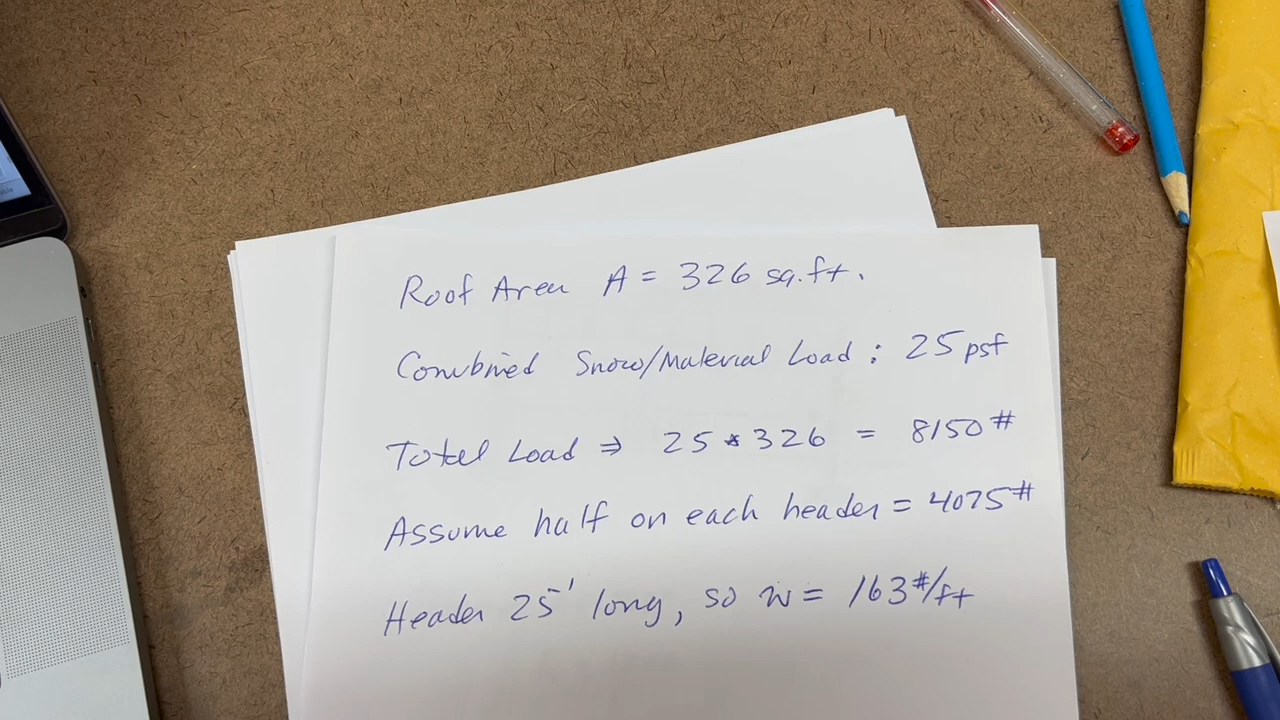 Roof Area A = 326 sq.ft.
Combined Snow/Material Load : 25 psf
Total Load ⇒ 25 * 326 = 8150#
Assume half on each header = 4075#
Header 25' long, so w = 163#/ft